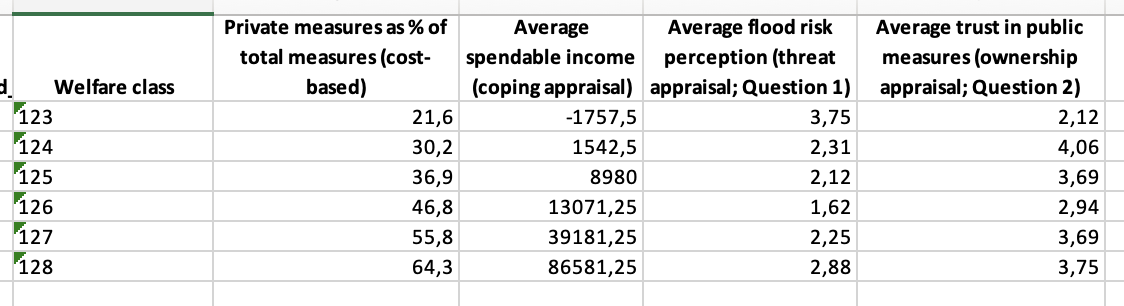 Private measures as % of Average Average flood risk Average trust in public
total measures (cost- spendable income perception (threat measures (ownership
Welfare class based) (coping appraisal) appraisal; Question 1) appraisal; Question 2)
123 21,6 -1757,5 3,75 2,12
124 30,2 1542,5 2,31 4,06
125 36,9 8980 2,12 3,69
126 46,8 13071,25 1,62 2,94
127 55,8 39181,25 2,25 3,69
128 64,3 86581,25 2,88 3,75